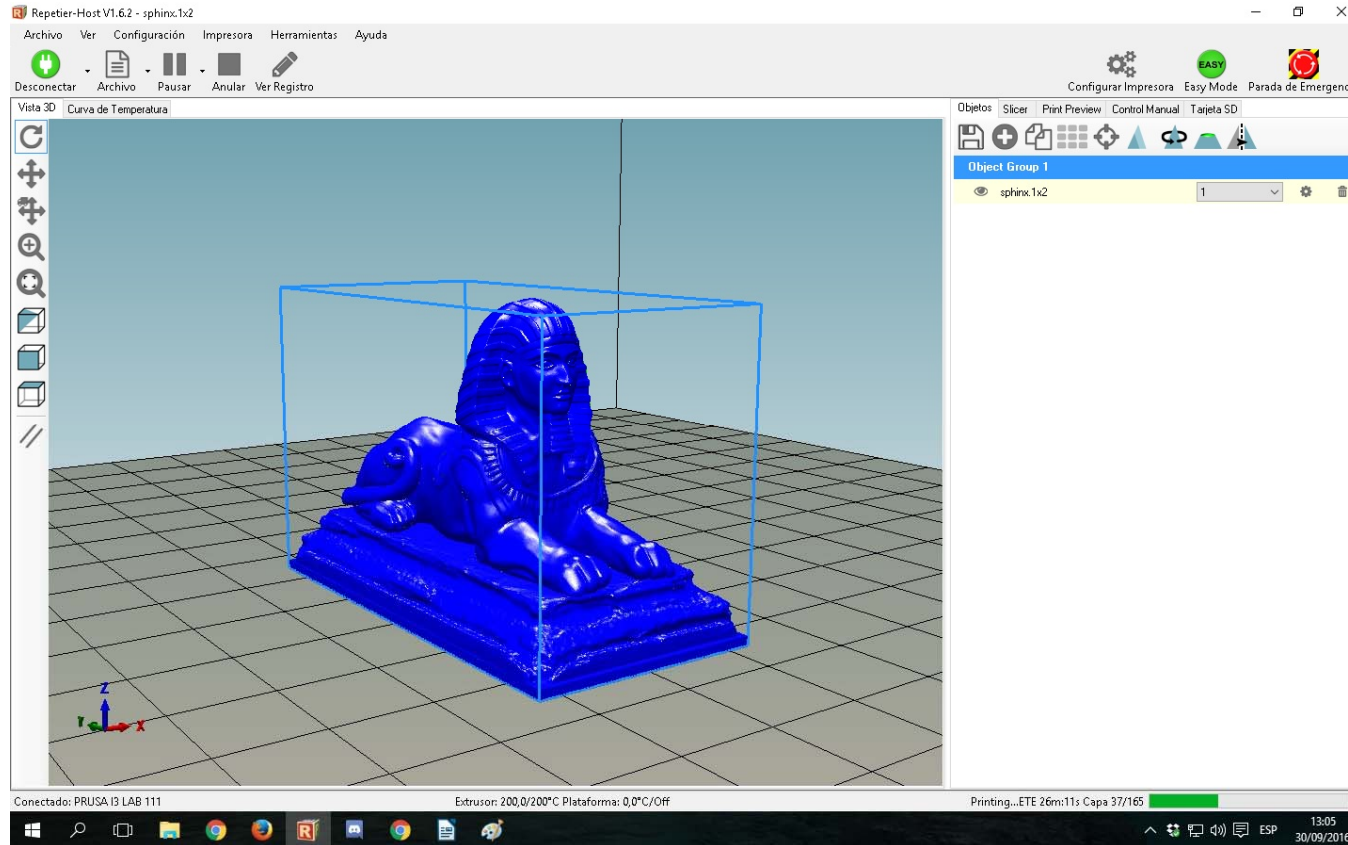 Repetier-Host V1.6.2 - sphinx.1x2
Archivo Ver Configuración Impresora Herramientas Ayuda
EASY
Desconectar Archivo Pausar Anular Ver Registro Configurar Impresora Easy Mode Parada de Emergenc
Vista 3D Curva de Temperatura Objetos Slicer Print Preview Control Manual Tarjeta SD
Object Group 1
sphinx.1x2 1
Z
Y X
Conectado: PRUSA I3 LAB 111 Extrusor: 200,0/200°C Plataforma: 0,0°C/Off Printing...ETE 26m:11s Capa 37/165
ESP 13:05
30/09/2016